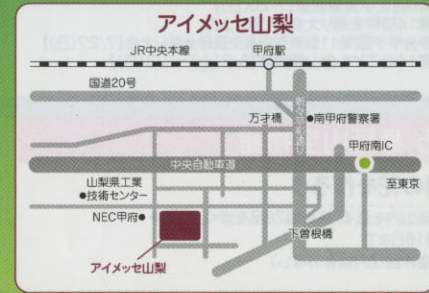 アイメッセ山梨
JR中央本線
甲府駅
国道20号
万才橋
●南甲府警察署
甲府南IC
中央自動車道
至東京
山梨県工業
●技術センター
NEC甲府●
下曽根橋
アイメッセ山梨